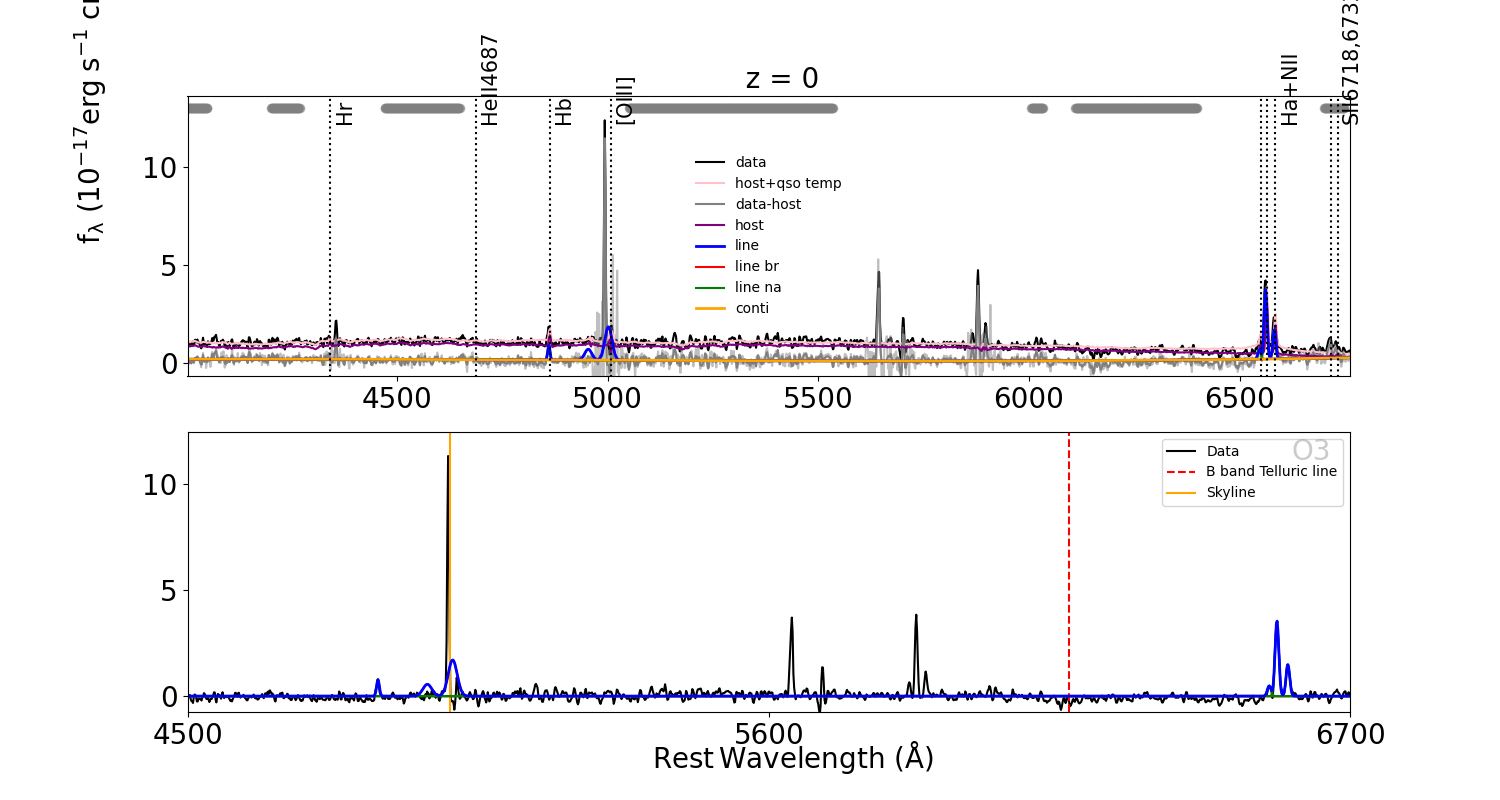 z = 0
fλ (10−17erg s−1 c
Hr
HeII4687
Hb
[OIII]
Ha+NII
SII6718,673
data
host+qso temp
data-host
host
line
line br
line na
conti
10
5
0
4500
5000
5500
6000
6500
O3
Data
B band Telluric line
Skyline
10
5
0
4500
5600
6700
Rest Wavelength (Å)